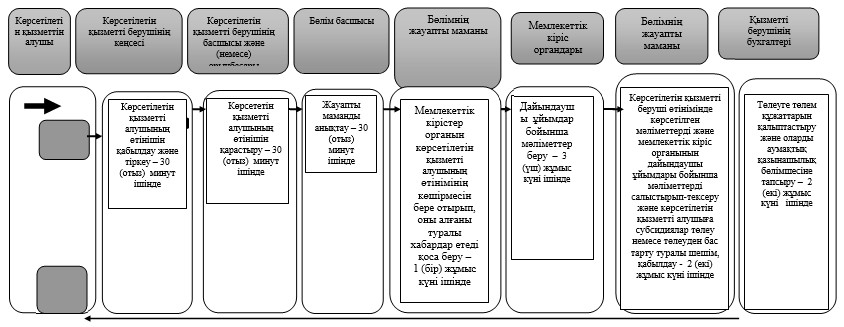 Көрсетілеті
н қызметтін
алушы
Көрсетілетін
қызметті берушінің
кеңсесі
Көрсетілетін
қызметті берушінің
басшысы және
(немесе)
Бөлім басшысы
Бөлімнің
жауапты маманы
Мемлекеттік
кіріс
органдары
Бөлімнің
жауапты
маманы
Қызметті
берушінің
бухгалтері
Көрсетілетін
қызметті
алушының
өтінішін
қабылдау және
тіркеу – 30
(отыз) минут
ішінде
Көрсететін
қызметті
алушының
өтінішін
қарастыру – 30
(отыз) минут
ішінде
Жауапты
маманды
анықтау – 30
(отыз)
минут
ішінде
Мемлекеттік
кірістер
органын
көрсетілетін
қызметті
алушының
өтінімінің
көшірмесін
бере отырып,
оны алғаны
туралы
хабардар етеді
қоса беру –
1 (бір) жұмыс
күні ішінде
Дайындауш
ы ұйымдар
бойынша
мәліметтер
беру – 3
(үш) жұмыс
күні ішінде
Көрсетілетін қызметті
беруші өтінімінде
көрсетілген
мәліметтерді және
мемлекеттік кіріс
органынын
дайындаушы
ұйымдары бойынша
мәліметтерді
салыстырып-тексеру
және көрсетілетін
қызметті алушыға
субсидиялар төлеу
немесе төлеуден бас
тарту туралы шешім,
қабылдау - 2 (екі)
жұмыс күні ішінде
Төлеуге төлем
құжаттарын
қалыптастыру
және оларды
аумақтық
қазынашылық
бөлімшесіне
тапсыру – 2
(екі) жұмыс
күні ішінде